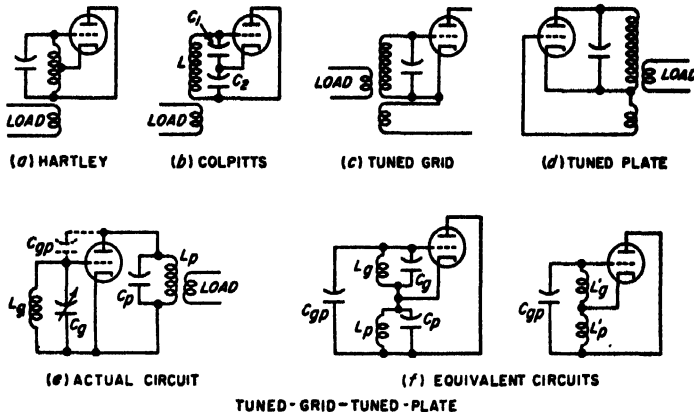 C1
L
C2
LOAD
LOAD
LOAD
LOAD
(a) HARTLEY
(b) COLPITTS
(c) TUNED GRID
(d) TUNED PLATE
Cgp
Lg
Cg
Cp
Lp
LOAD
Cgp
Lg
Cg
Lp
Cp
Cgp
L'g
L'p
(e) ACTUAL CIRCUIT
(f) EQUIVALENT CIRCUITS
TUNED-GRID-TUNED-PLATE